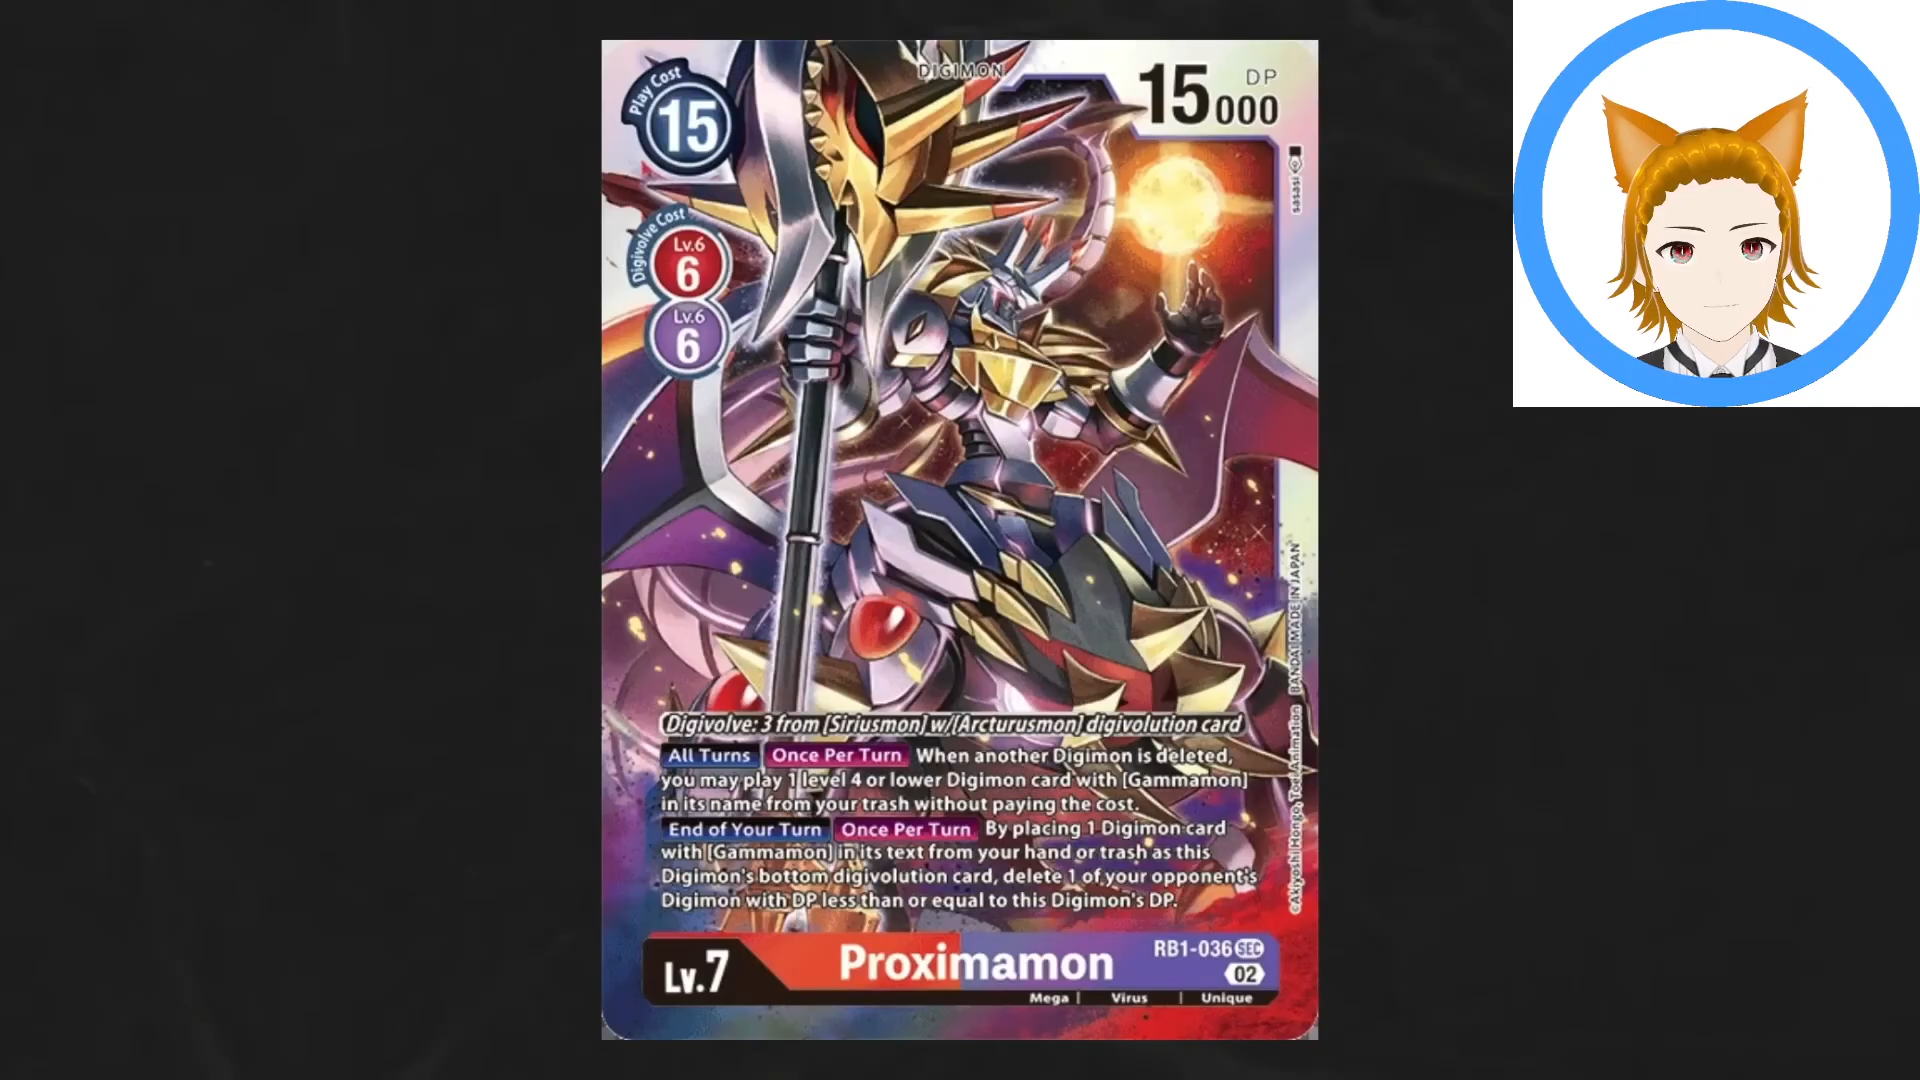 DIGIMON
Play Cost
15
15000
DP
Digivolve Cost
Lv.6
6
Lv.6
6
sasasi
Digivolve: 3 from [Siriusmon] w/[Arcturusmon] digivolution card
All Turns Once Per Turn When another Digimon is deleted,
you may play 1 level 4 or lower Digimon card with [Gammamon]
in its name from your trash without paying the cost.
End of Your Turn Once Per Turn By placing 1 Digimon card
with [Gammamon] in its text from your hand or trash as this
Digimon's bottom digivolution card, delete 1 of your opponent's
Digimon with DP less than or equal to this Digimon's DP.
©Akiyoshi Hongo, Toei Animation BANDAI MADE IN JAPAN
Lv.7
Proximamon
RB1-036 SEC
02
Mega | Virus | Unique